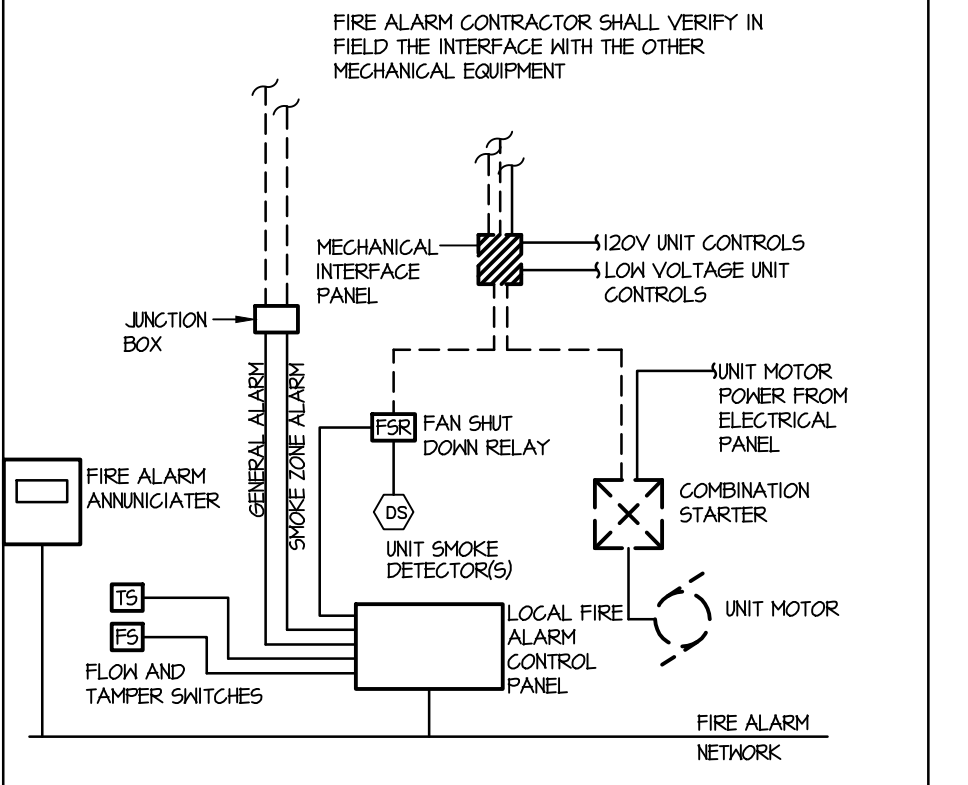 FIRE ALARM CONTRACTOR SHALL VERIFY IN
FIELD THE INTERFACE WITH THE OTHER
MECHANICAL EQUIPMENT
MECHANICAL
INTERFACE
PANEL
120V UNIT CONTROLS
LOW VOLTAGE UNIT
CONTROLS
JUNCTION
BOX
GENERAL ALARM
SMOKE ZONE ALARM
FSR
FAN SHUT
DOWN RELAY
UNIT MOTOR
POWER FROM
ELECTRICAL
PANEL
FIRE ALARM
ANNUNICIATER
DS
UNIT SMOKE
DETECTOR(S)
COMBINATION
STARTER
TS
FS
FLOW AND
TAMPER SWITCHES
LOCAL FIRE
ALARM
CONTROL
PANEL
UNIT MOTOR
FIRE ALARM
NETWORK